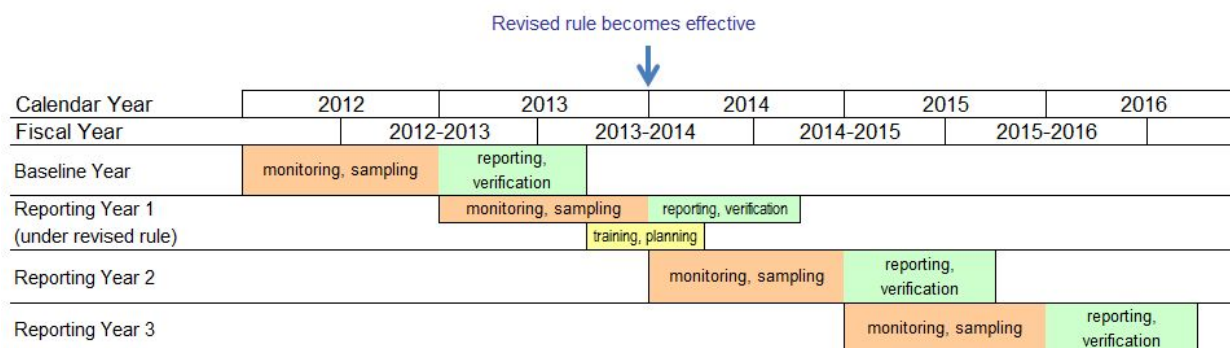 Revised rule becomes effective
Calendar Year 2012 2013 2014 2015 2016
Fiscal Year 2012-2013 2013-2014 2014-2015 2015-2016
Baseline Year
monitoring, sampling
reporting,
verification
Reporting Year 1 monitoring, sampling reporting, verification
(under revised rule) training, planning
Reporting Year 2
monitoring, sampling
reporting,
verification
Reporting Year 3
monitoring, sampling
reporting,
verification